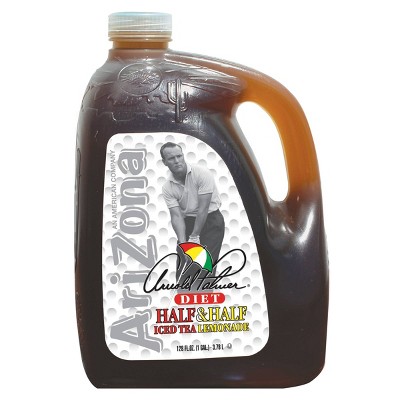 AriZona
AN AMERICAN COMPANY
Arnold Palmer
DIET
HALF & HALF
ICED TEA LEMONADE
128 FL.OZ. (1 GAL.) - 3.78 L